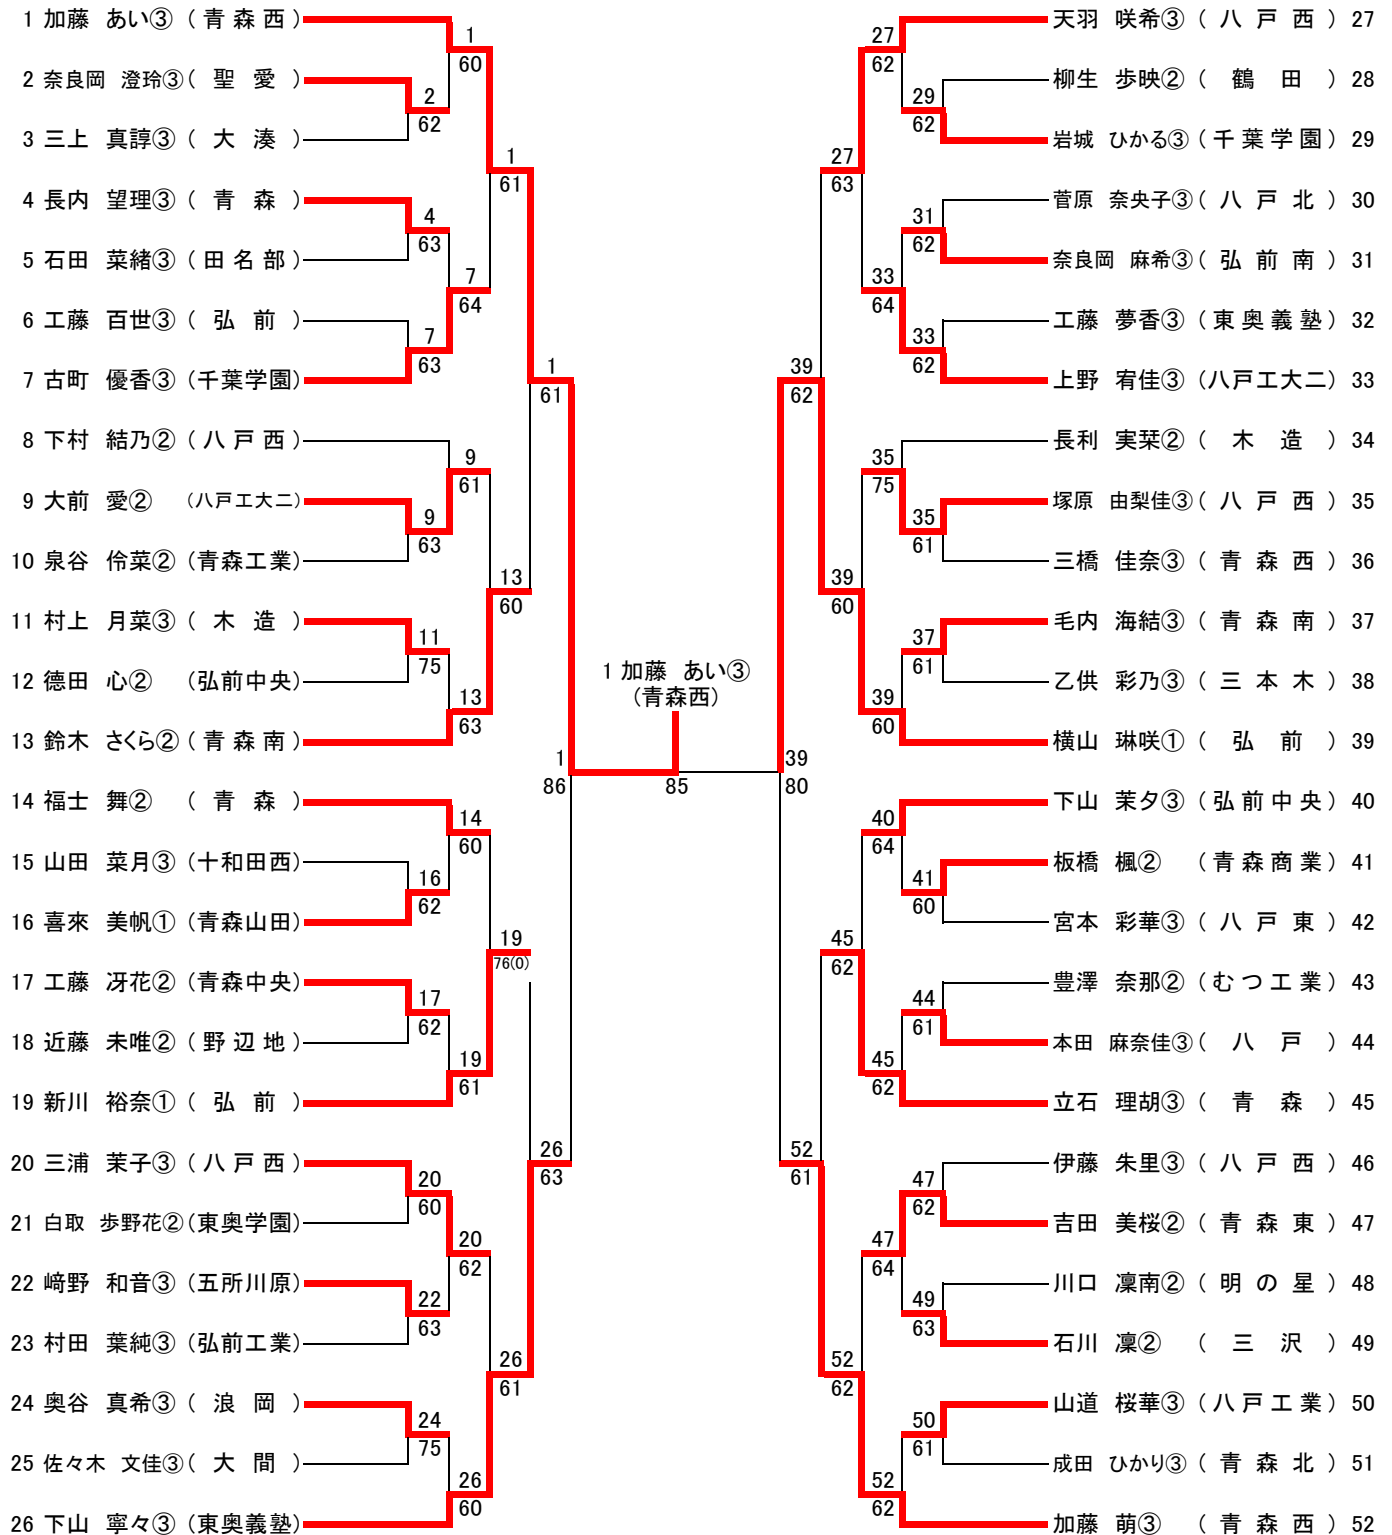 1 加藤 あい③ ( 青 森 西 )
2 奈良岡 澄玲③ ( 聖 愛 )
3 三上 真諄③ ( 大 湊 )
4 長内 望理③ ( 青 森 )
5 石田 菜緒③ ( 田 名 部 )
6 工藤 百世③ ( 弘 前 )
7 古町 優香③ (千葉学園)
8 下村 結乃② ( 八 戸 西 )
9 大前 愛② (八戸工大二)
10 泉谷 伶菜② (青森工業)
11 村上 月菜③ ( 木 造 )
12 德田 心② (弘前中央)
13 鈴木 さくら② ( 青 森 南 )
14 福士 舞② ( 青 森 )
15 山田 菜月③ (十和田西)
16 喜來 美帆① (青森山田)
17 工藤 冴花② (青森中央)
18 近藤 未唯② ( 野 辺 地 )
19 新川 裕奈① ( 弘 前 )
20 三浦 茉子③ ( 八 戸 西 )
21 白取 歩野花② (東奥学園)
22 﨑野 和音③ (五所川原)
23 村田 葉純③ (弘前工業)
24 奥谷 真希③ ( 浪 岡 )
25 佐々木 文佳③ ( 大 間 )
26 下山 寧々③ (東奥義塾)
1
60
2
62
4
63
7
64
7
63
9
61
9
63
11
75
13
63
14
60
16
62
17
62
19
61
20
60
20
62
22
63
24
75
26
60
1
61
13
60
19
76(0)
26
61
1
61
26
63
1
86
1 加藤 あい③
(青森西)
85
39
80
39
62
52
61
27
63
39
60
45
62
52
62
27
62
29
62
31
62
33
64
33
62
35
75
35
61
37
61
39
60
40
64
41
60
44
61
45
62
47
62
47
64
49
63
50
61
52
62
天羽 咲希③ ( 八 戸 西 ) 27
柳生 歩映② ( 鶴 田 ) 28
岩城 ひかる③ ( 千 葉 学 園 ) 29
菅原 奈央子③ ( 八 戸 北 ) 30
奈良岡 麻希③ ( 弘 前 南 ) 31
工藤 夢香③ ( 東 奥 義 塾 ) 32
上野 宥佳③ (八戸工大二) 33
長利 実栞② ( 木 造 ) 34
塚原 由梨佳③ ( 八 戸 西 ) 35
三橋 佳奈③ ( 青 森 西 ) 36
毛内 海結③ ( 青 森 南 ) 37
乙供 彩乃③ ( 三 本 木 ) 38
横山 琳咲① ( 弘 前 ) 39
下山 茉夕③ ( 弘 前 中 央 ) 40
板橋 楓② ( 青 森 商 業 ) 41
宮本 彩華③ ( 八 戸 東 ) 42
豊澤 奈那② ( む つ 工 業 ) 43
本田 麻奈佳③ ( 八 戸 ) 44
立石 理胡③ ( 青 森 ) 45
伊藤 朱里③ ( 八 戸 西 ) 46
吉田 美桜② ( 青 森 東 ) 47
川口 凜南② ( 明 の 星 ) 48
石川 凜② ( 三 沢 ) 49
山道 桜華③ ( 八 戸 工 業 ) 50
成田 ひかり③ ( 青 森 北 ) 51
加藤 萌③ ( 青 森 西 ) 52